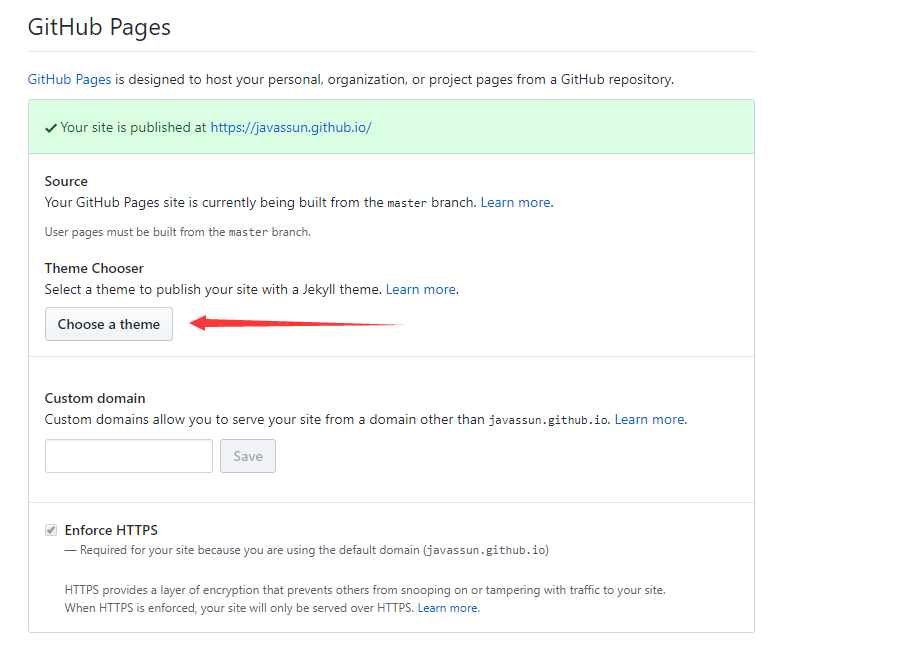 GitHub Pages
GitHub Pages is designed to host your personal, organization, or project pages from a GitHub repository.
Your site is published at https://javassun.github.io/
Source
Your GitHub Pages site is currently being built from the master branch. Learn more.
User pages must be built from the master branch.
Theme Chooser
Select a theme to publish your site with a Jekyll theme. Learn more.
Choose a theme
Custom domain
Custom domains allow you to serve your site from a domain other than javassun.github.io. Learn more.
Save
Enforce HTTPS
— Required for your site because you are using the default domain (javassun.github.io)
HTTPS provides a layer of encryption that prevents others from snooping on or tampering with traffic to your site.
When HTTPS is enforced, your site will only be served over HTTPS. Learn more.